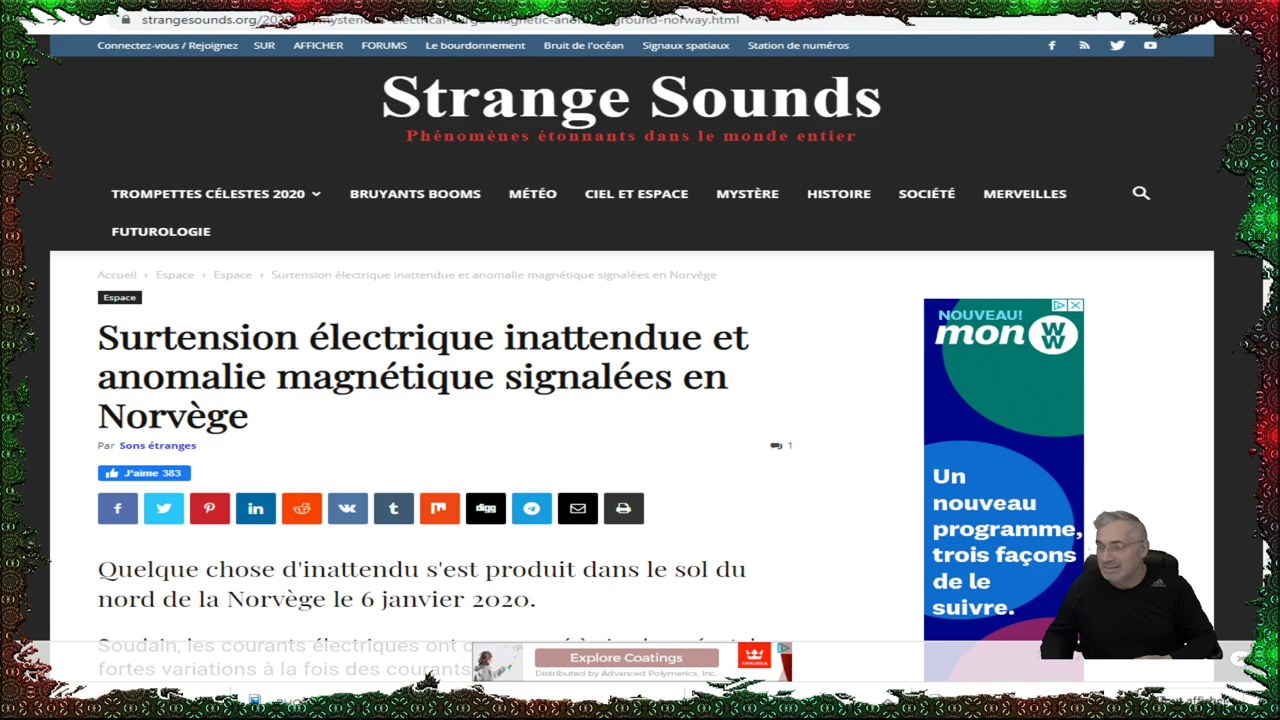 strangesounds.org/20
ground-norway.html
Connectez-vous / Rejoignez SUR AFFICHER FORUMS Le bourdonnement Bruit de l'océan Signaux spatiaux Station de numéros
Strange Sounds
Phénomènes étonnants dans le monde entier
TROMPETTES CÉLESTES 2020 BRUYANTS BOOMS MÉTÉO CIEL ET ESPACE MYSTÈRE HISTOIRE SOCIÉTÉ MERVEILLES
FUTUROLOGIE
Accueil › Espace › Espace › Surtension électrique inattendue et anomalie magnétique signalées en Norvège
Espace
Surtension électrique inattendue et
anomalie magnétique signalées en
Norvège
Par Sons étranges 1
J'aime 383
digg
Quelque chose d'inattendu s'est produit dans le sol du
nord de la Norvège le 6 janvier 2020.
Soudain, les courants électriques ont
fortes variations à la fois des courants
NOUVEAU!
mon WW
Un
nouveau
programme,
trois façons
de le
suivre.
adidas
Explore Coatings
Distributed by Advanced Polymerics, Inc.
TIKKURILA